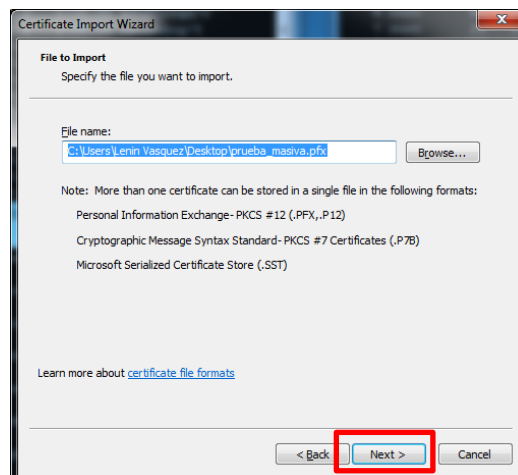 Certificate Import Wizard
File to Import
Specify the file you want to import.
File name:
C:\Users\Lenin Vasquez\Desktop\prueba_masiva.pfx
Browse...
Note: More than one certificate can be stored in a single file in the following formats:
Personal Information Exchange- PKCS #12 (.PFX,.P12)
Cryptographic Message Syntax Standard- PKCS #7 Certificates (.P7B)
Microsoft Serialized Certificate Store (.SST)
Learn more about certificate file formats
< Back Next > Cancel